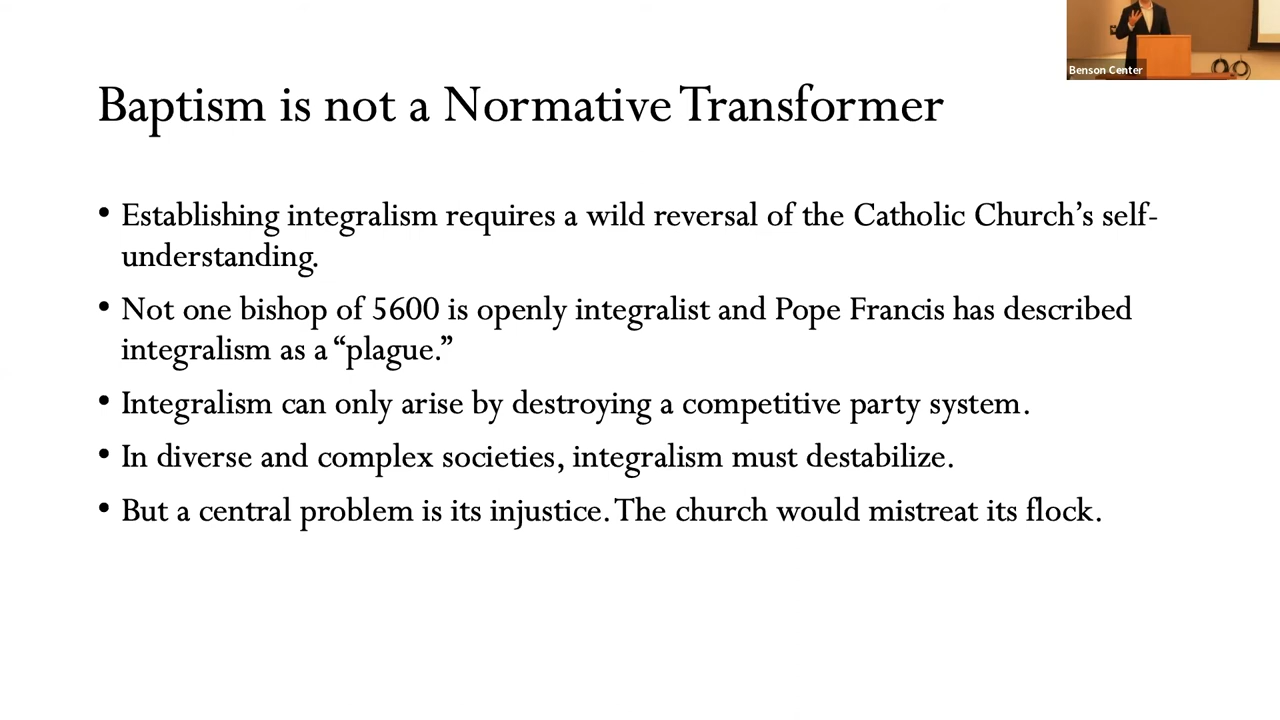 Benson Center
Baptism is not a Normative Transformer
• Establishing integralism requires a wild reversal of the Catholic Church’s self-
understanding.
• Not one bishop of 5600 is openly integralist and Pope Francis has described
integralism as a “plague.”
• Integralism can only arise by destroying a competitive party system.
• In diverse and complex societies, integralism must destabilize.
• But a central problem is its injustice. The church would mistreat its flock.